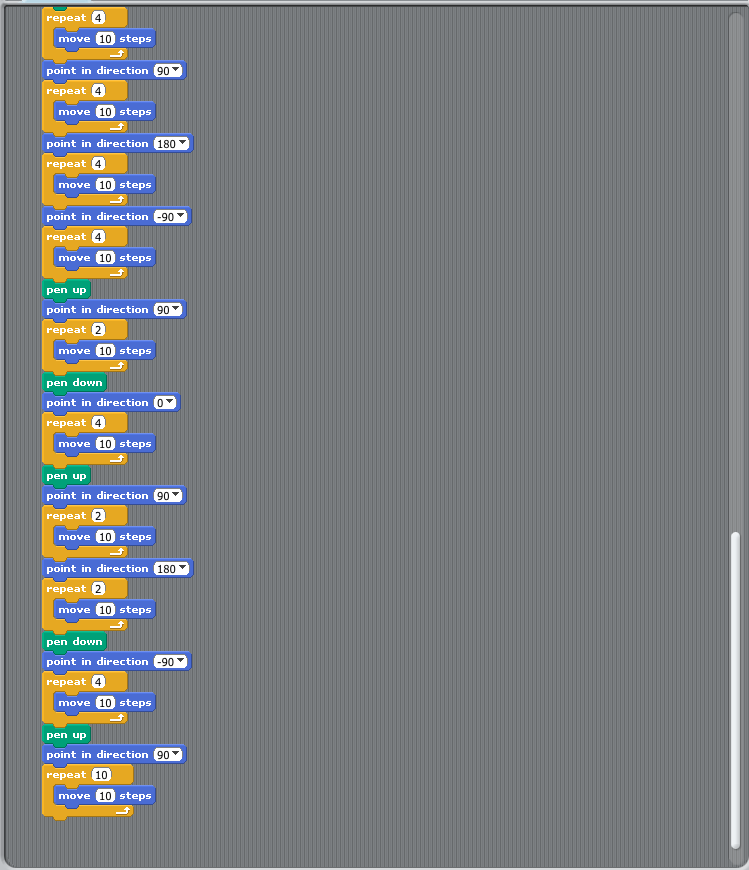 repeat 4
move 10 steps
point in direction 90
repeat 4
move 10 steps
point in direction 180
repeat 4
move 10 steps
point in direction -90
repeat 4
move 10 steps
pen up
point in direction 90
repeat 2
move 10 steps
pen down
point in direction 0
repeat 4
move 10 steps
pen up
point in direction 90
repeat 2
move 10 steps
point in direction 180
repeat 2
move 10 steps
pen down
point in direction -90
repeat 4
move 10 steps
pen up
point in direction 90
repeat 10
move 10 steps